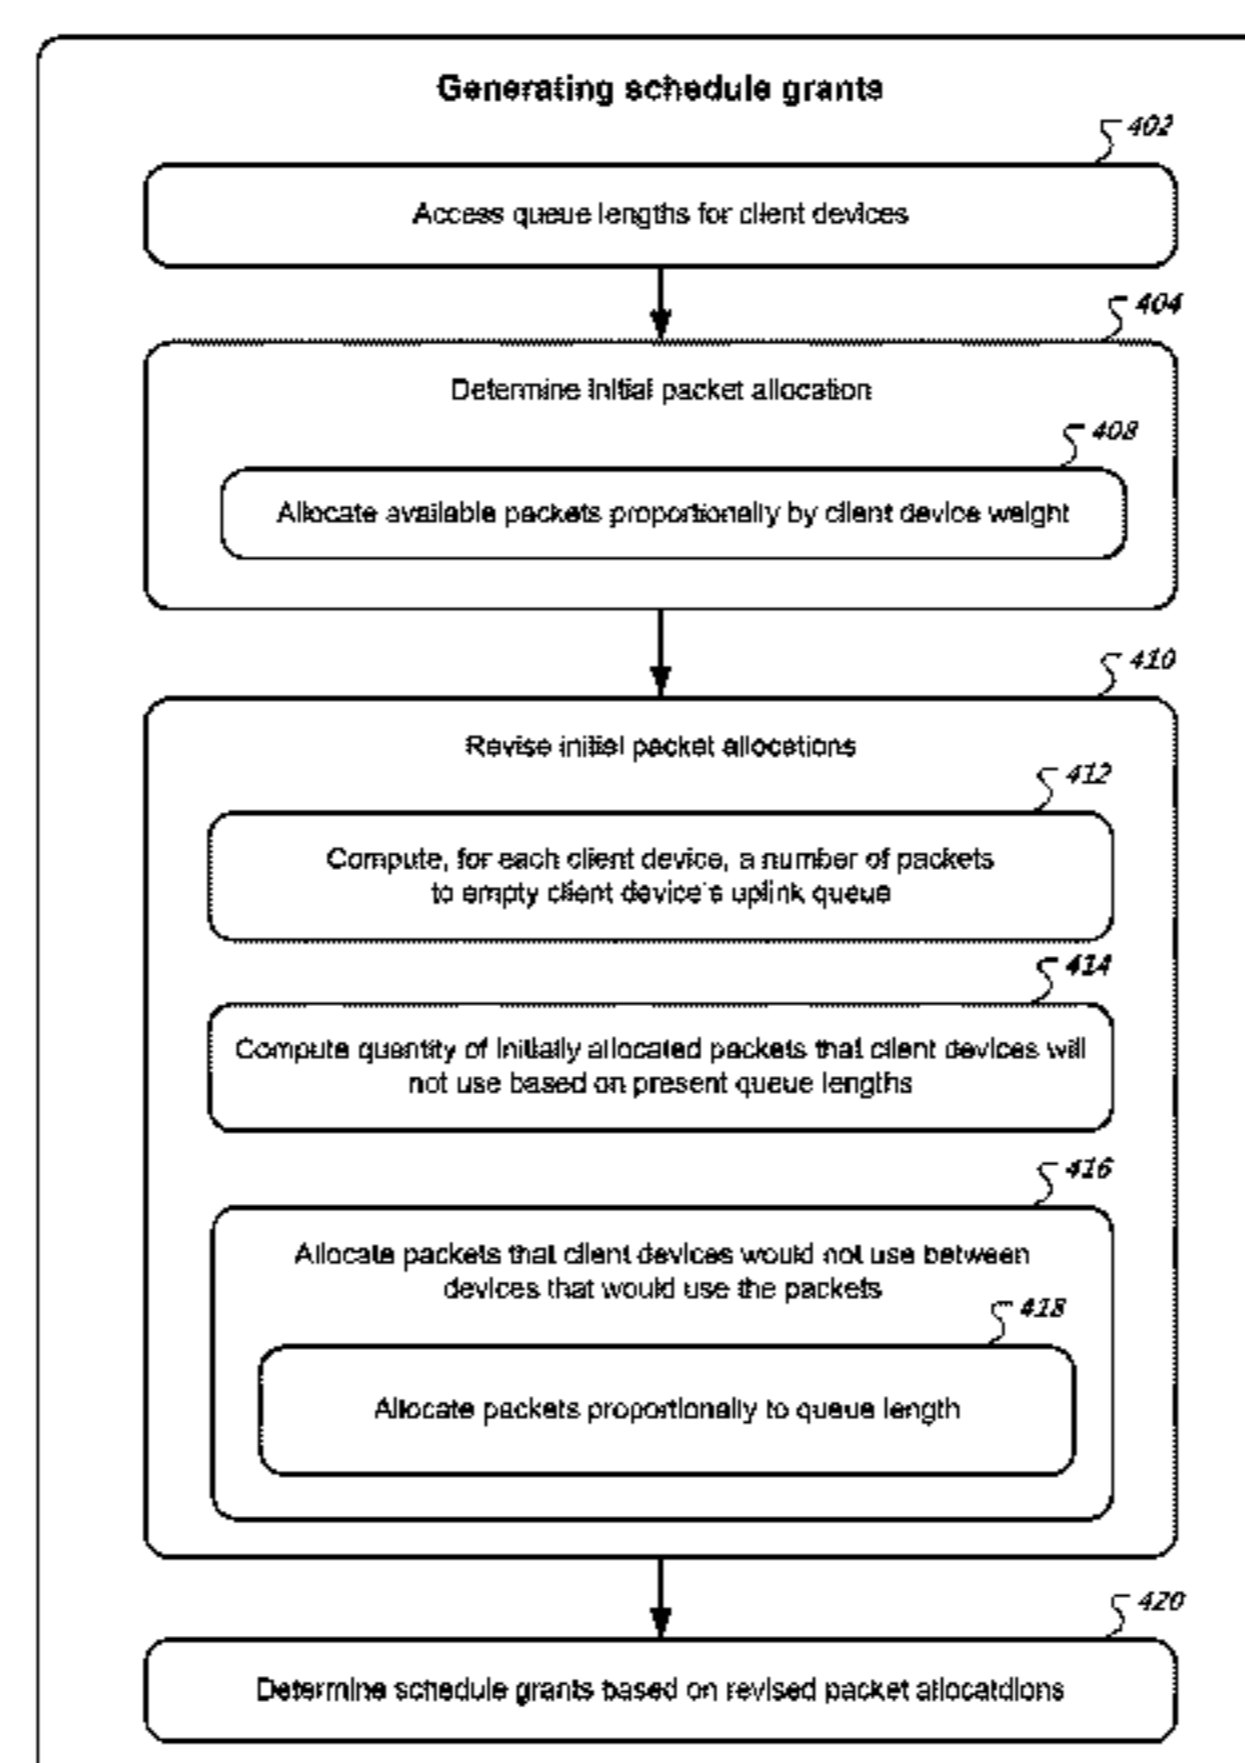 Generating schedule grants
402
Access queue lengths for client devices
404
Determine initial packet allocation
408
Allocate available packets proportionally by client device weight
410
Revise initial packet allocations
412
Compute, for each client device, a number of packets
to empty client device's uplink queue
414
Compute quantity of initially allocated packets that client devices will
not use based on present queue lengths
416
Allocate packets that client devices would not use between
devices that would use the packets
418
Allocate packets proportionally to queue length
420
Determine schedule grants based on revised packet allocatdions